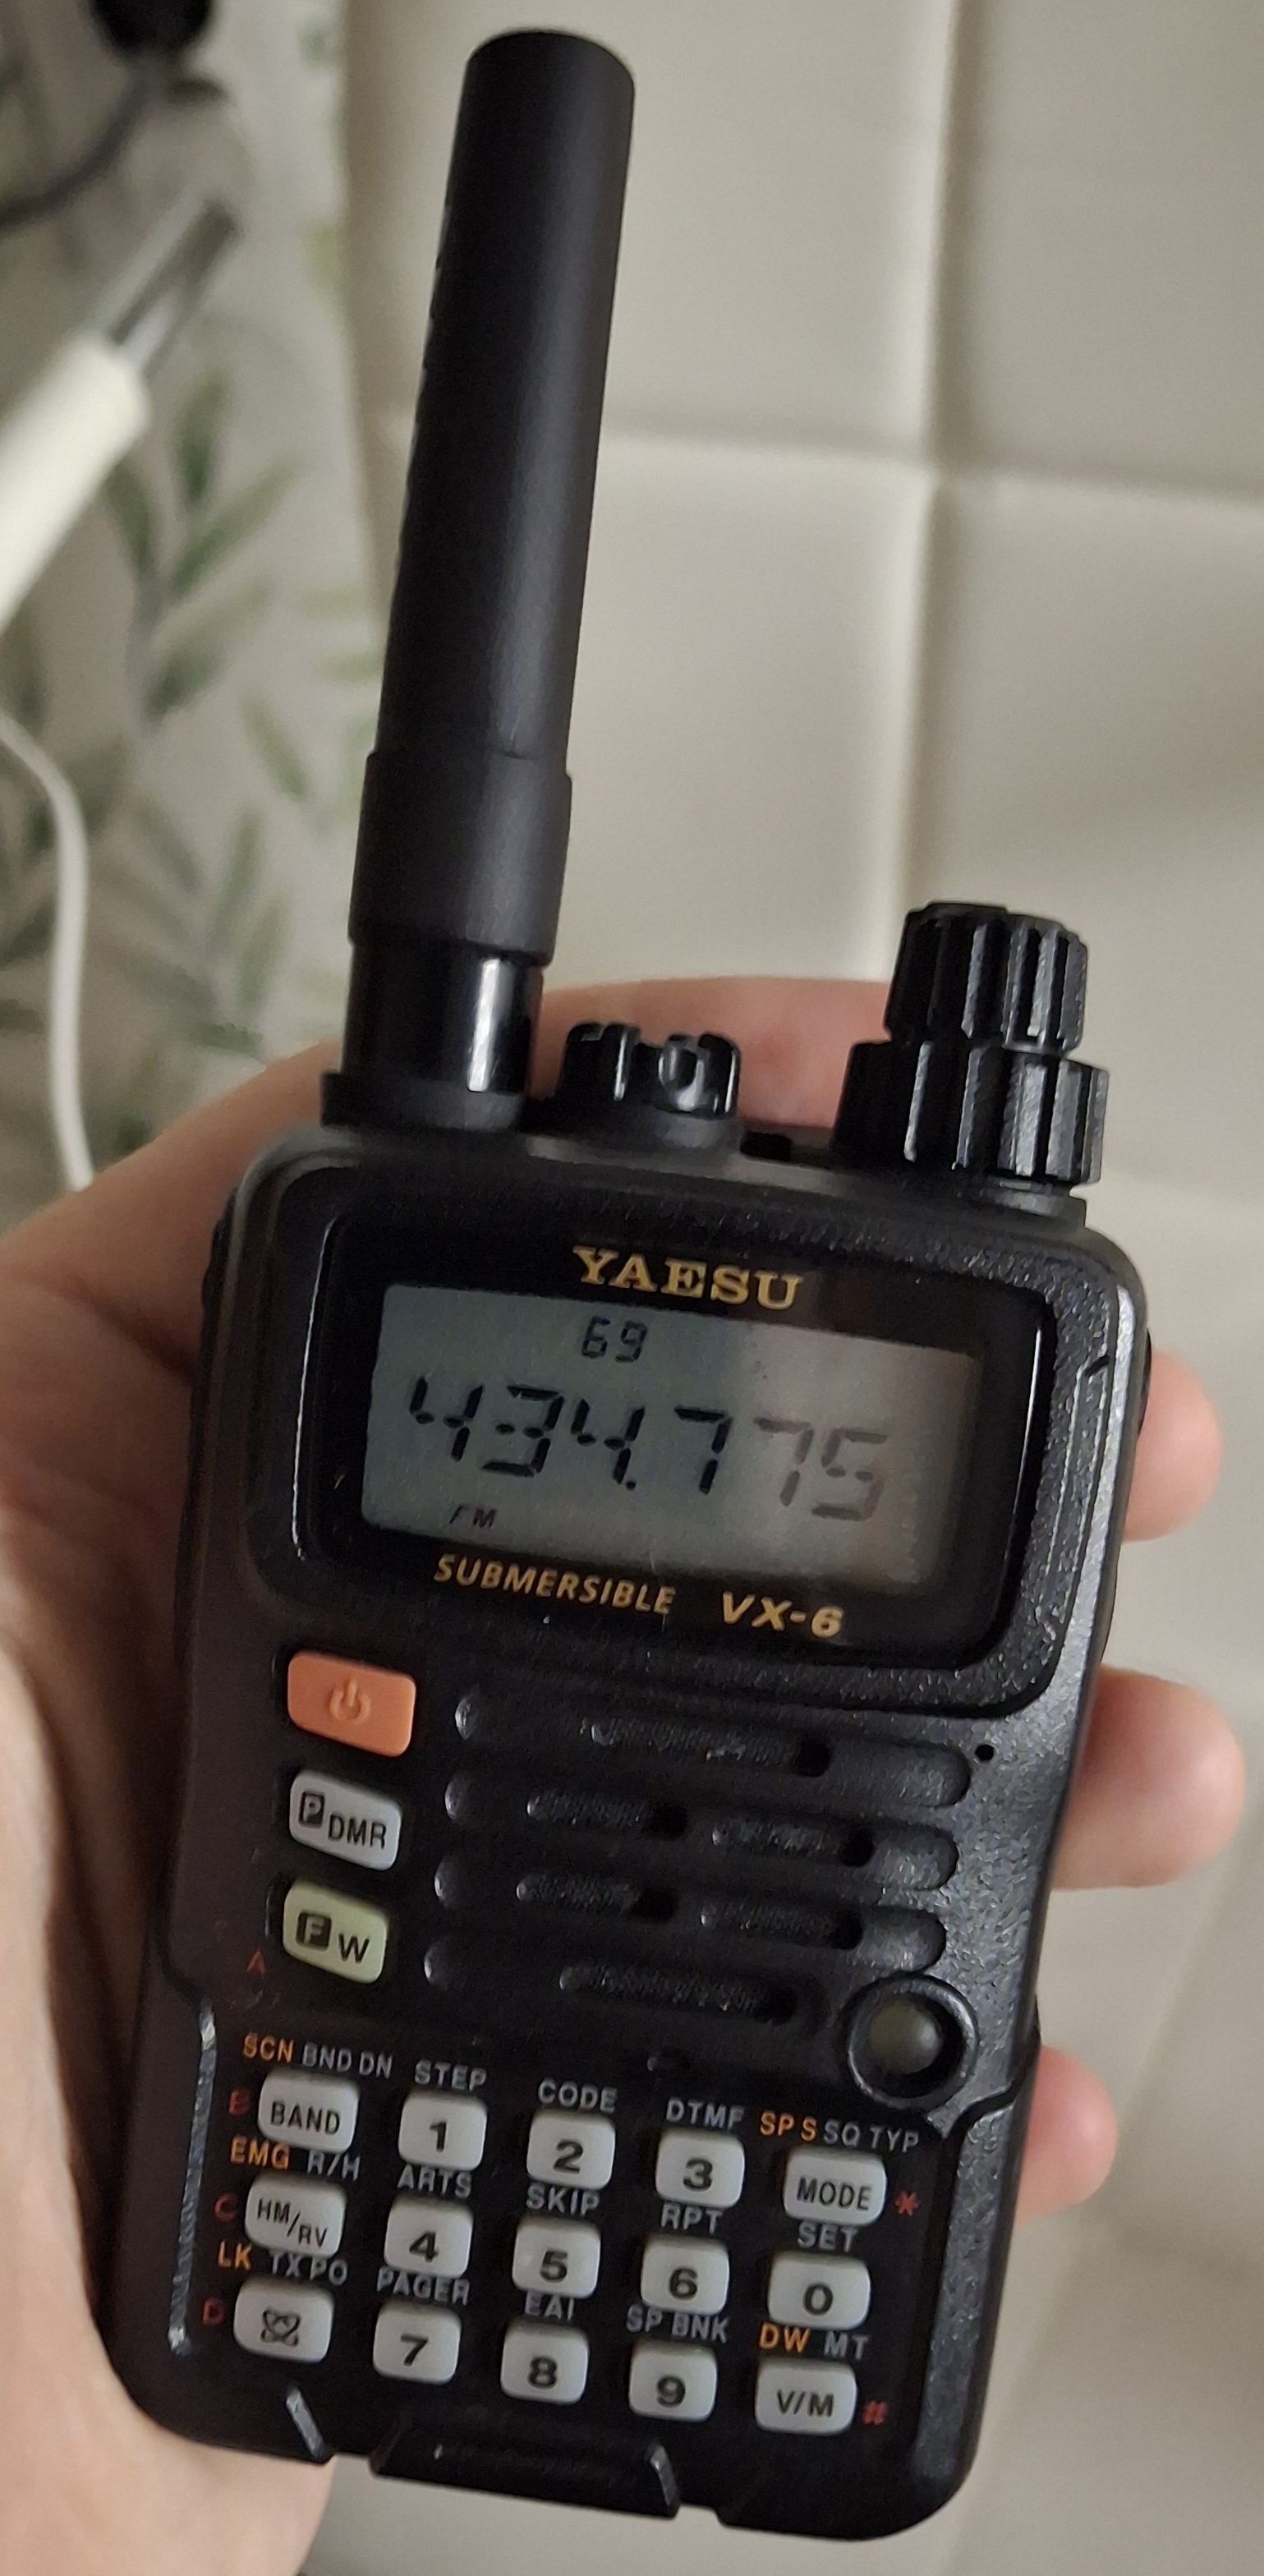 YAESU
69
434.775
FM
SUBMERSIBLE VX-6
P DMR
F W
A
SCN BND DN STEP CODE DTMF SP S SQ TYP
B BAND 1 2 3 MODE *
EMG R/H ARTS SKIP RPT SET
C HM/RV 4 5 6 0
LK TX PO PAGER EAI SP BNK DW MT
D 7 8 9 V/M #